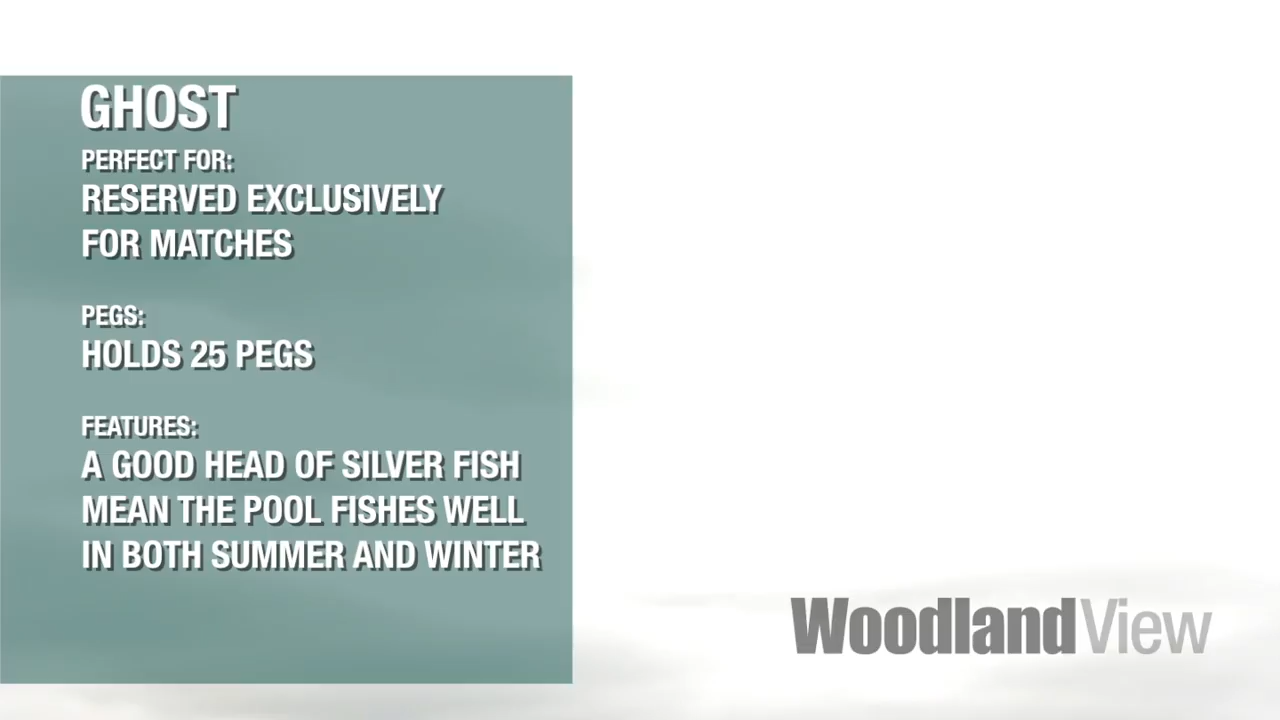 GHOST
PERFECT FOR:
RESERVED EXCLUSIVELY
FOR MATCHES
PEGS:
HOLDS 25 PEGS
FEATURES:
A GOOD HEAD OF SILVER FISH
MEAN THE POOL FISHES WELL
IN BOTH SUMMER AND WINTER
WoodlandView